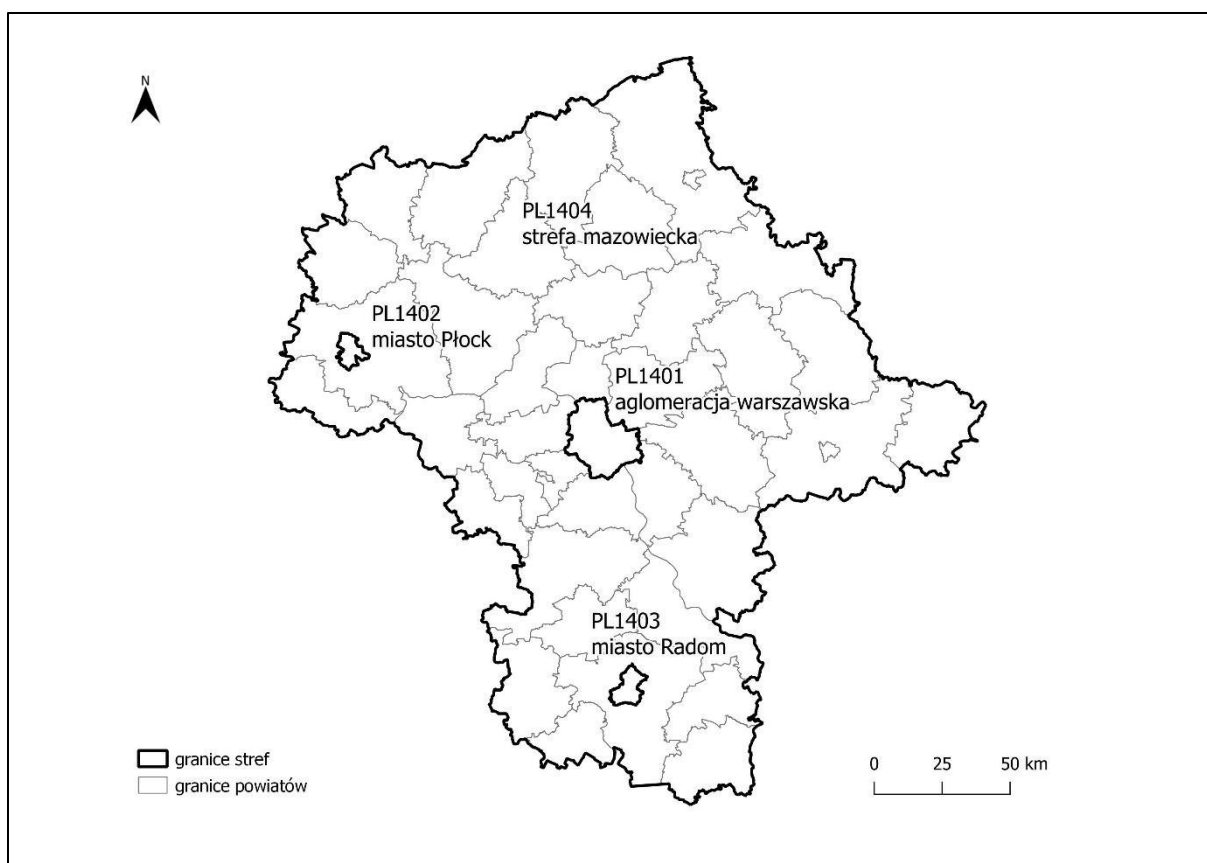 N
PL1404
strefa mazowiecka
PL1402
miasto Płock
PL1401
aglomeracja warszawska
PL1403
miasto Radom
granice stref
granice powiatów
0 25 50 km